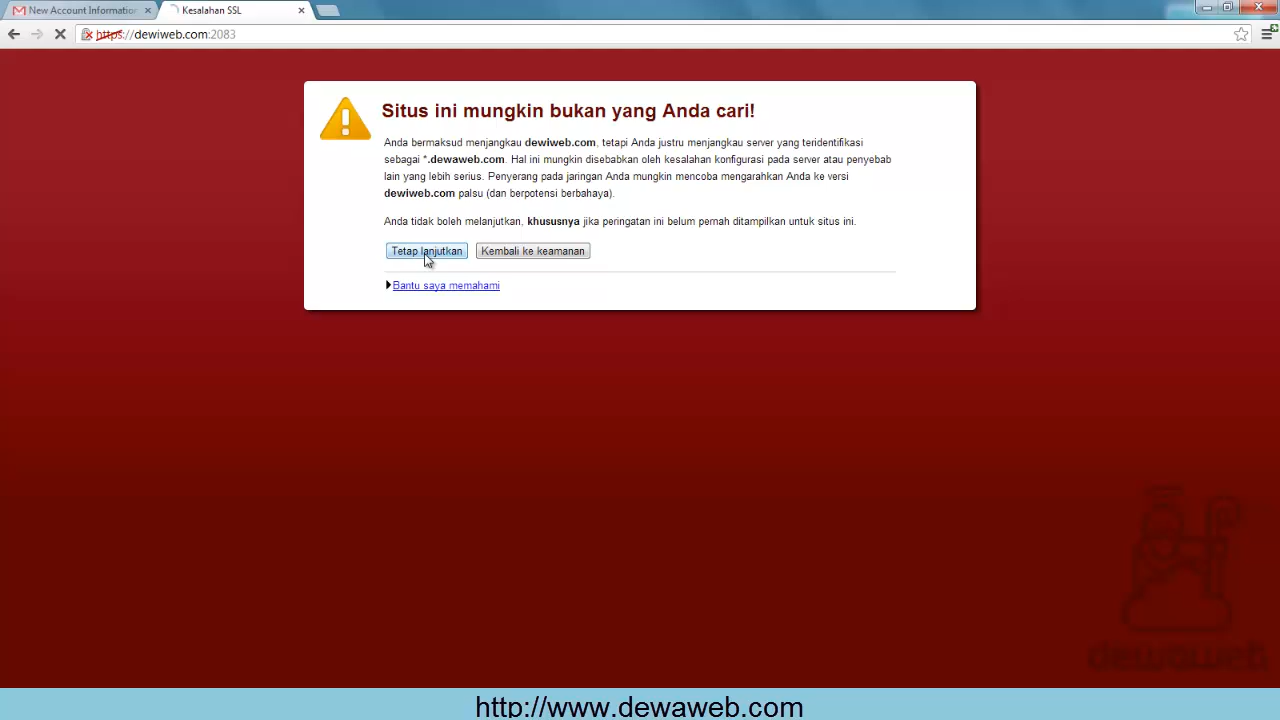 New Account Information
Kesalahan SSL
https://dewiweb.com:2083
Situs ini mungkin bukan yang Anda cari!
Anda bermaksud menjangkau dewiweb.com, tetapi Anda justru menjangkau server yang teridentifikasi
sebagai *.dewaweb.com. Hal ini mungkin disebabkan oleh kesalahan konfigurasi pada server atau penyebab
lain yang lebih serius. Penyerang pada jaringan Anda mungkin mencoba mengarahkan Anda ke versi
dewiweb.com palsu (dan berpotensi berbahaya).
Anda tidak boleh melanjutkan, khususnya jika peringatan ini belum pernah ditampilkan untuk situs ini.
Tetap lanjutkan Kembali ke keamanan
Bantu saya memahami
dewaweb
http://www.dewaweb.com